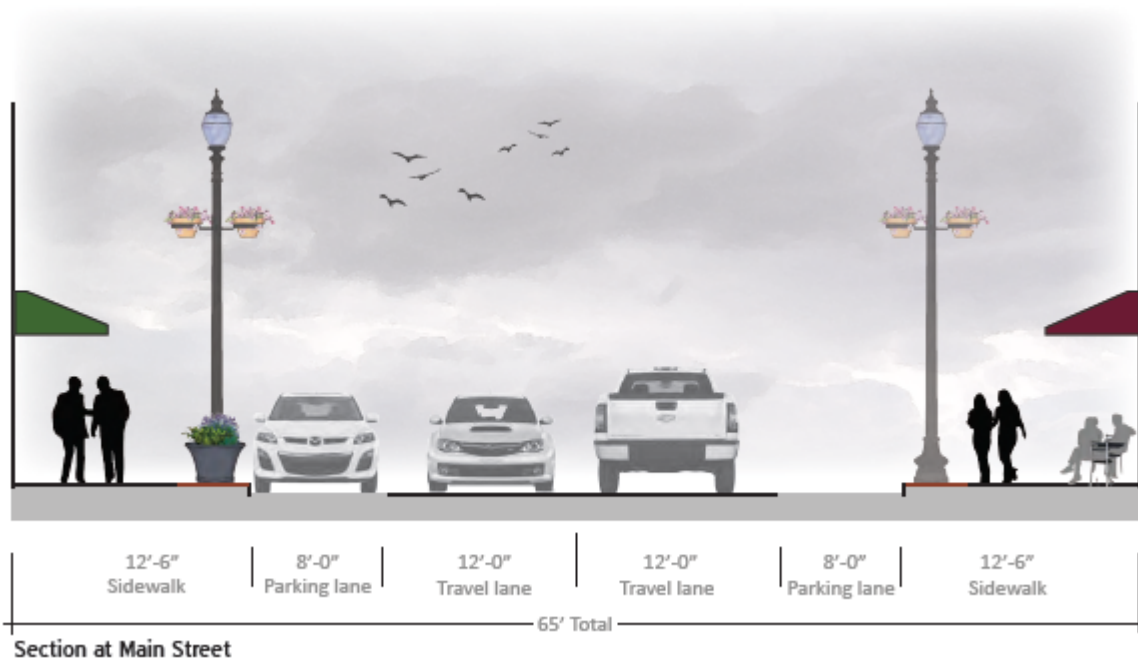 12’-6”
Sidewalk
8’-0”
Parking lane
12’-0”
Travel lane
12’-0”
Travel lane
8’-0”
Parking lane
12’-6”
Sidewalk
65’ Total
Section at Main Street